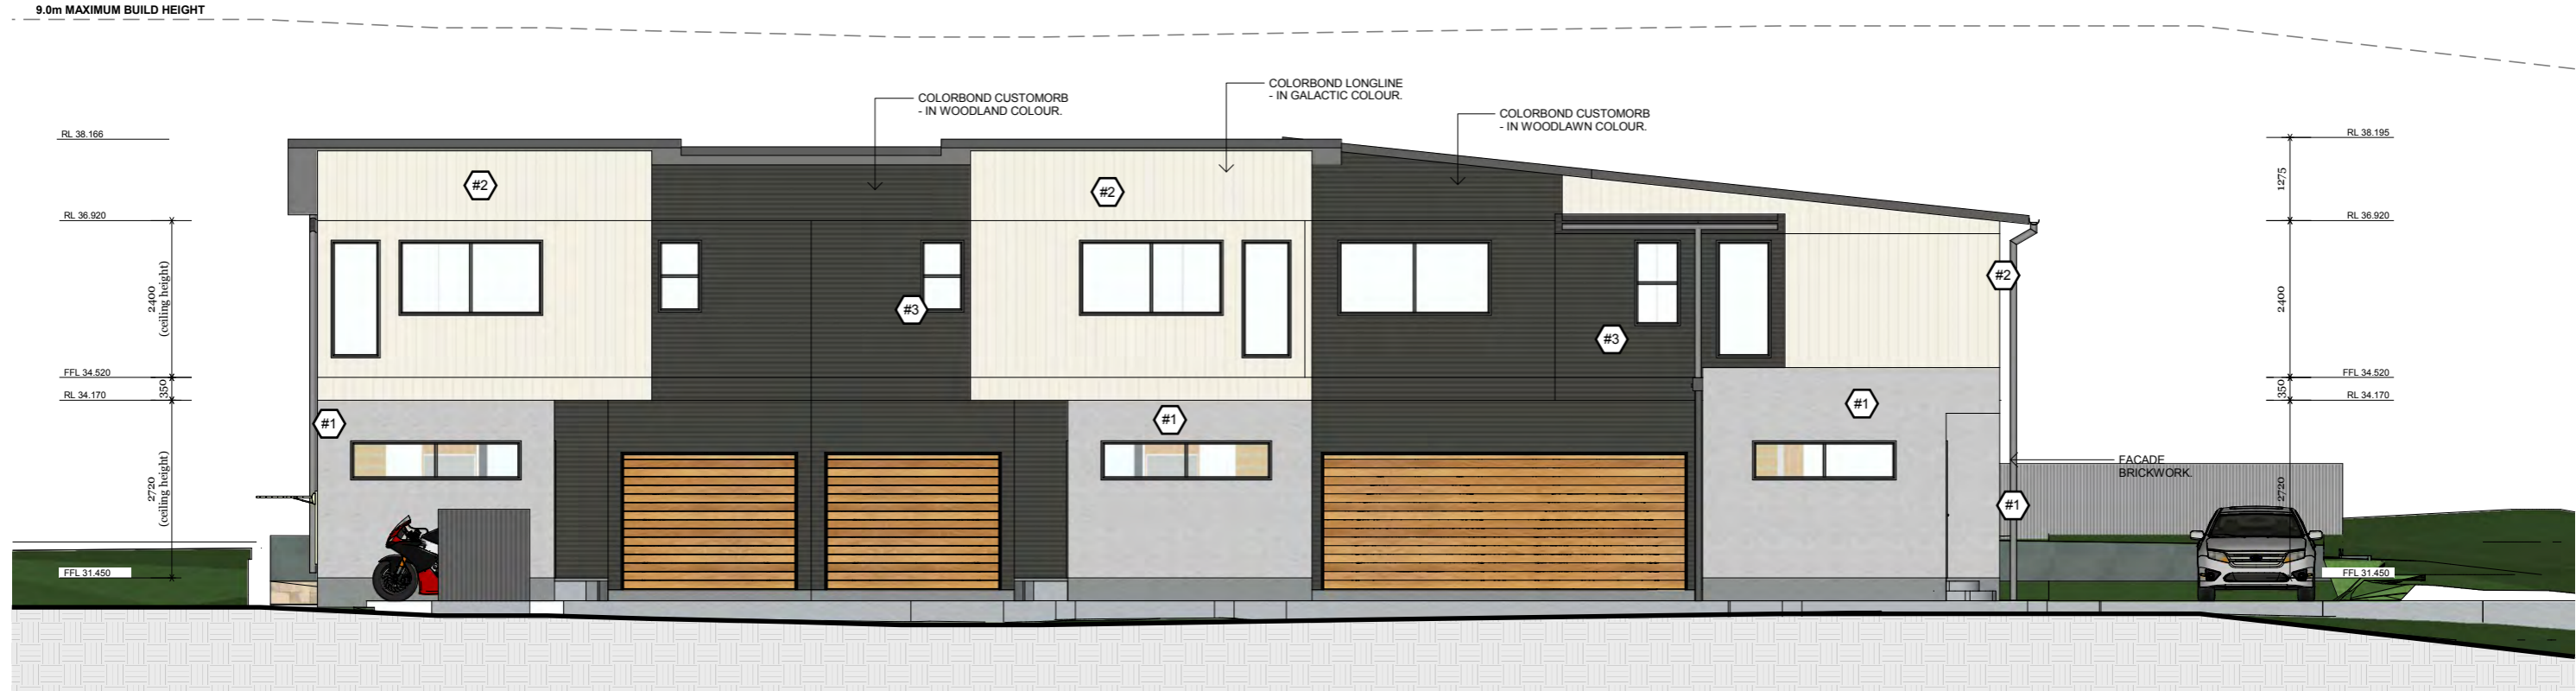 9.0m MAXIMUM BUILD HEIGHT
COLORBOND CUSTOMORB
- IN WOODLAND COLOUR.
COLORBOND LONGLINE
- IN GALACTIC COLOUR.
COLORBOND CUSTOMORB
- IN WOODLAWN COLOUR.
RL 38.166
RL 36.920
2400
(ceiling height)
FFL 34.520
350
RL 34.170
2720
(ceiling height)
FFL 31.450
#2
#2
#3
#3
#2
#1
#1
#1
#1
FACADE
BRICKWORK.
RL 38.195
1275
RL 36.920
2400
FFL 34.520
350
RL 34.170
2720
FFL 31.450